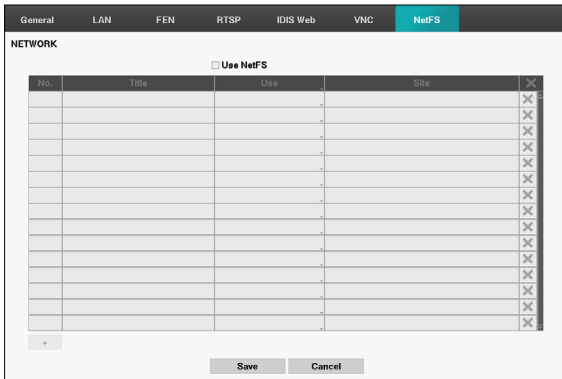 General LAN FEN RTSP IDIS Web VNC NetFS
NETWORK
Use NetFS
No. Title Use Site
+
Save Cancel